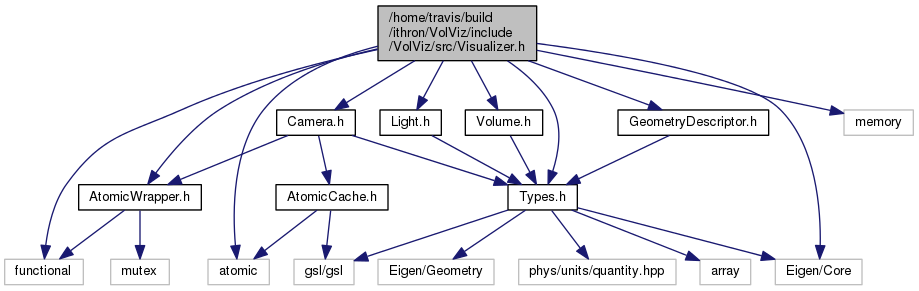 /home/travis/build
/ithron/VolViz/include
/VolViz/src/Visualizer.h
Camera.h
Light.h
Volume.h
GeometryDescriptor.h
memory
AtomicWrapper.h
AtomicCache.h
Types.h
functional
mutex
atomic
gsl/gsl
Eigen/Geometry
phys/units/quantity.hpp
array
Eigen/Core